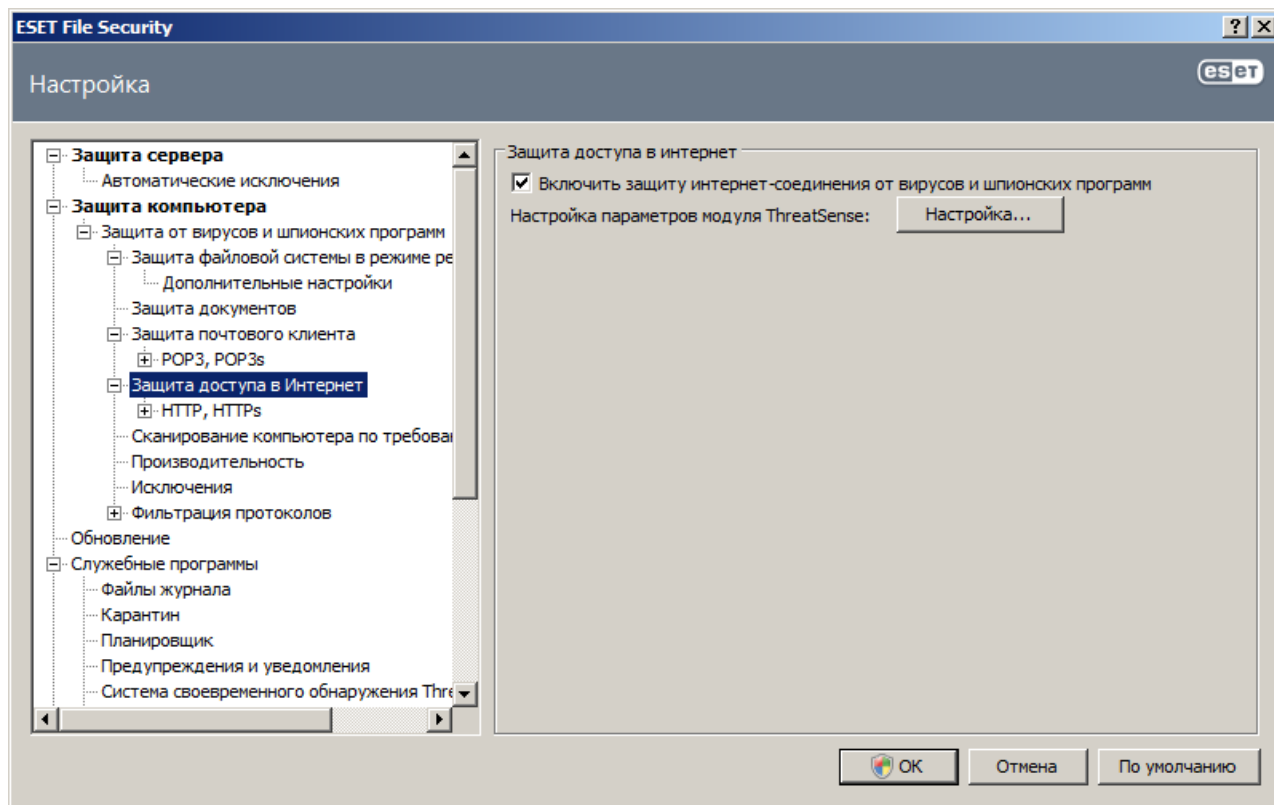 ESET File Security
Настройка
eset
Защита сервера
Автоматические исключения
Защита компьютера
Защита от вирусов и шпионских программ
Защита файловой системы в режиме ре
Дополнительные настройки
Защита документов
Защита почтового клиента
POP3, POP3s
Защита доступа в Интернет
HTTP, HTTPs
Сканирование компьютера по требова
Производительность
Исключения
Фильтрация протоколов
Обновление
Служебные программы
Файлы журнала
Карантин
Планировщик
Предупреждения и уведомления
Система своевременного обнаружения Thre
Защита доступа в интернет
Включить защиту интернет-соединения от вирусов и шпионских программ
Настройка параметров модуля ThreatSense: Настройка...
OK Отмена По умолчанию